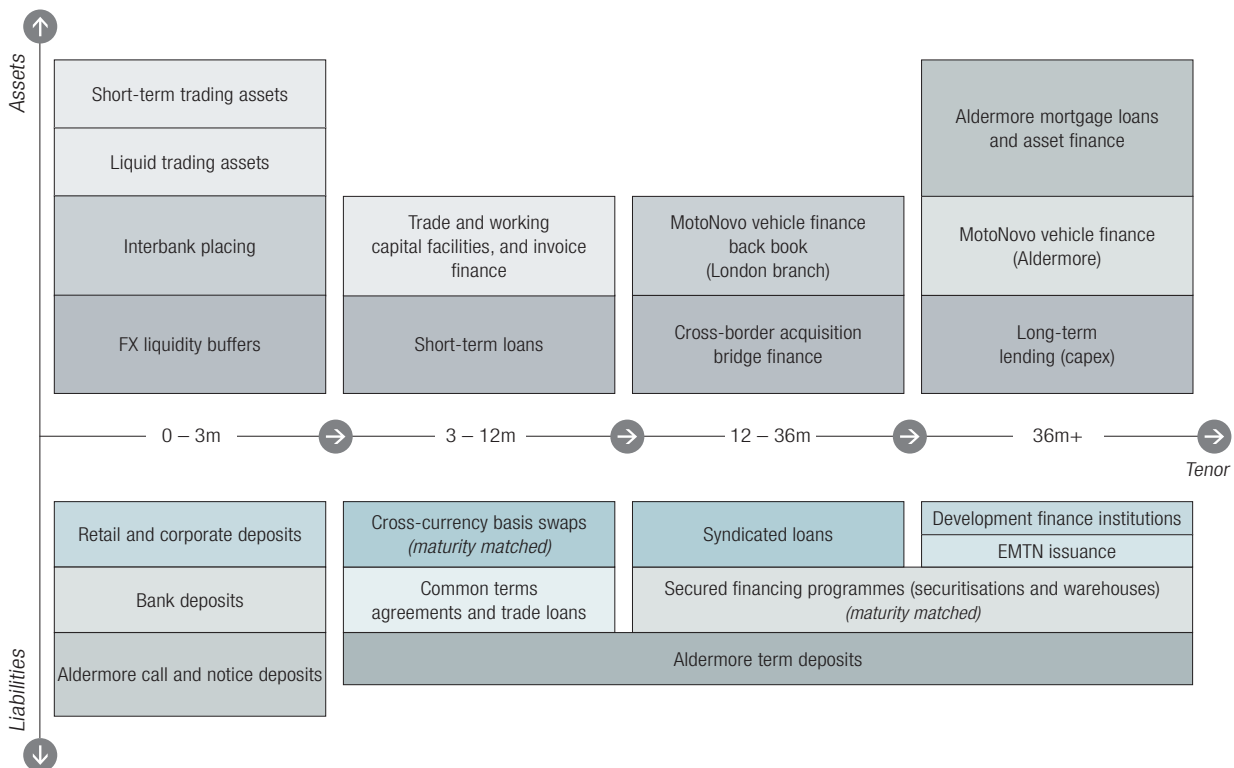 Assets
Short-term trading assets
Liquid trading assets
Interbank placing
FX liquidity buffers
Trade and working
capital facilities, and invoice
finance
Short-term loans
MotoNovo vehicle finance
back book
(London branch)
Cross-border acquisition
bridge finance
Aldermore mortgage loans
and asset finance
MotoNovo vehicle finance
(Aldermore)
Long-term
lending (capex)
0 – 3m
3 – 12m
12 – 36m
36m+
Tenor
Liabilities
Retail and corporate deposits
Bank deposits
Aldermore call and notice deposits
Cross-currency basis swaps
(maturity matched)
Common terms
agreements and trade loans
Syndicated loans
Development finance institutions
EMTN issuance
Secured financing programmes (securitisations and warehouses)
(maturity matched)
Aldermore term deposits